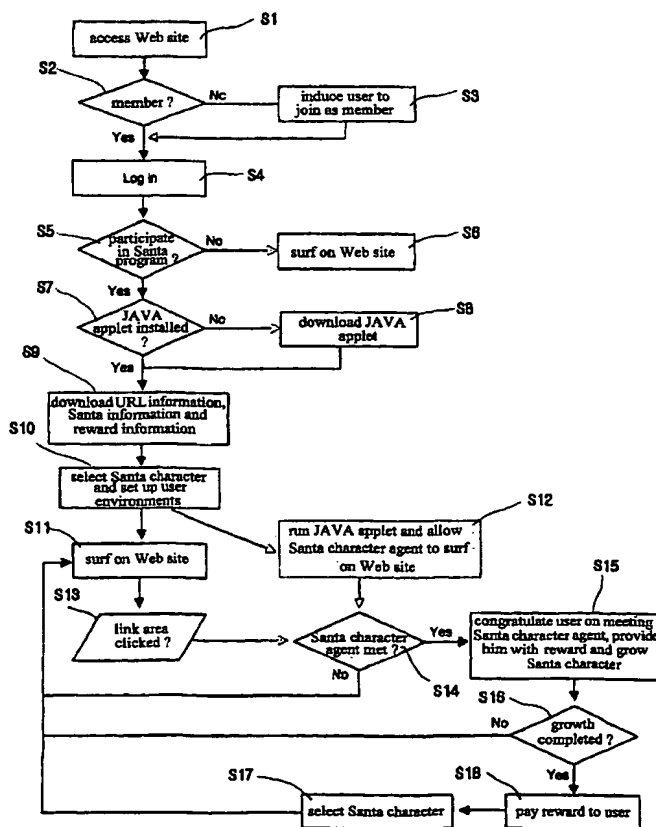 S1
access Web site
S2
member ?
Nc
induce user to
join as member
S3
Yes
Log in
S4
S5
participate
in Santa
program ?
No
surf on Web site
S6
Yes
S7
JAVA
applet installed
?
No
download JAVA
applet
S8
Yes
S9
download URL information,
Santa information and
reward information
S10
select Santa character
and set up user
environments
S11
surf on Web site
S12
run JAVA applet and allow
Santa character agent to surf
on Web site
S13
link area
clicked ?
Santa character
agent met ?
Yes
No
S14
S15
congratulate user on meeting
Santa character agent, provide
him with reward and grow
Santa character
S16
growth
completed ?
No
Yes
S17
select Santa character
S18
pay reward to user